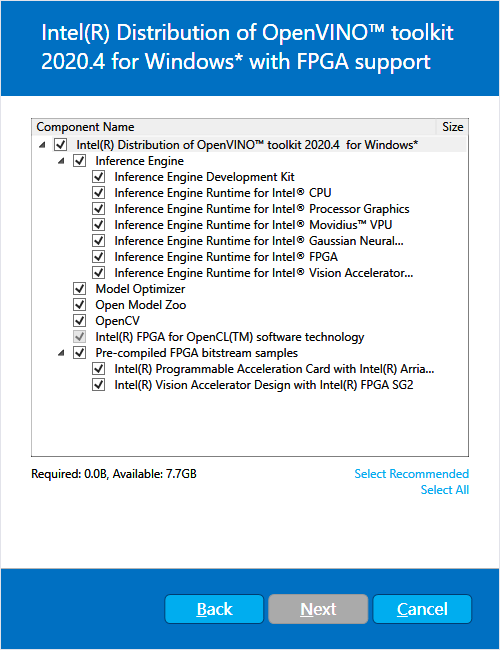 Intel(R) Distribution of OpenVINO™ toolkit
2020.4 for Windows* with FPGA support
Component Name Size
Intel(R) Distribution of OpenVINO™ toolkit 2020.4 for Windows*
Inference Engine
Inference Engine Development Kit
Inference Engine Runtime for Intel® CPU
Inference Engine Runtime for Intel® Processor Graphics
Inference Engine Runtime for Intel® Movidius™ VPU
Inference Engine Runtime for Intel® Gaussian Neural...
Inference Engine Runtime for Intel® FPGA
Inference Engine Runtime for Intel® Vision Accelerator...
Model Optimizer
Open Model Zoo
OpenCV
Intel(R) FPGA for OpenCL(TM) software technology
Pre-compiled FPGA bitstream samples
Intel(R) Programmable Acceleration Card with Intel(R) Arria...
Intel(R) Vision Accelerator Design with Intel(R) FPGA SG2
Required: 0.0B, Available: 7.7GB
Select Recommended
Select All
Back Next Cancel